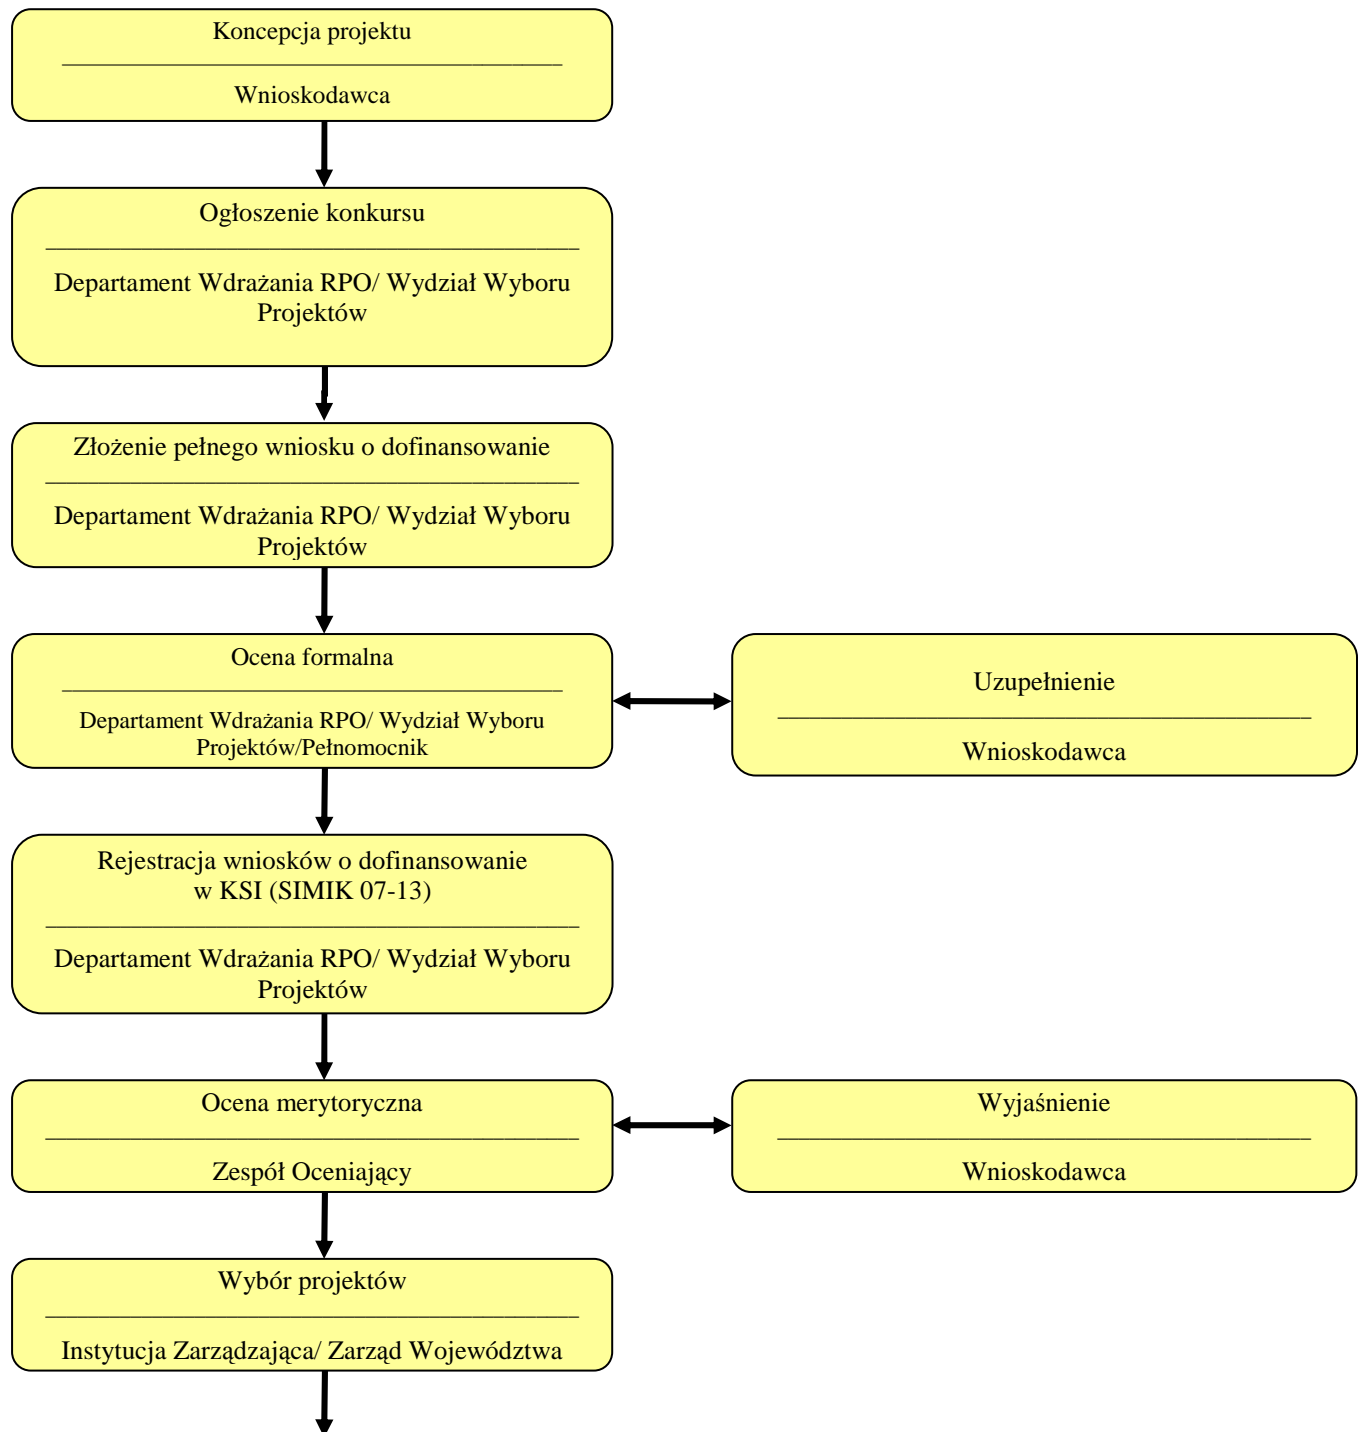 Koncepcja projektu
Wnioskodawca
Ogłoszenie konkursu
Departament Wdrażania RPO/ Wydział Wyboru
Projektów
Złożenie pełnego wniosku o dofinansowanie
Departament Wdrażania RPO/ Wydział Wyboru
Projektów
Ocena formalna
Departament Wdrażania RPO/ Wydział Wyboru
Projektów/Pełnomocnik
Uzupełnienie
Wnioskodawca
Rejestracja wniosków o dofinansowanie
w KSI (SIMIK 07-13)
Departament Wdrażania RPO/ Wydział Wyboru
Projektów
Ocena merytoryczna
Zespół Oceniający
Wyjaśnienie
Wnioskodawca
Wybór projektów
Instytucja Zarządzająca/ Zarząd Województwa